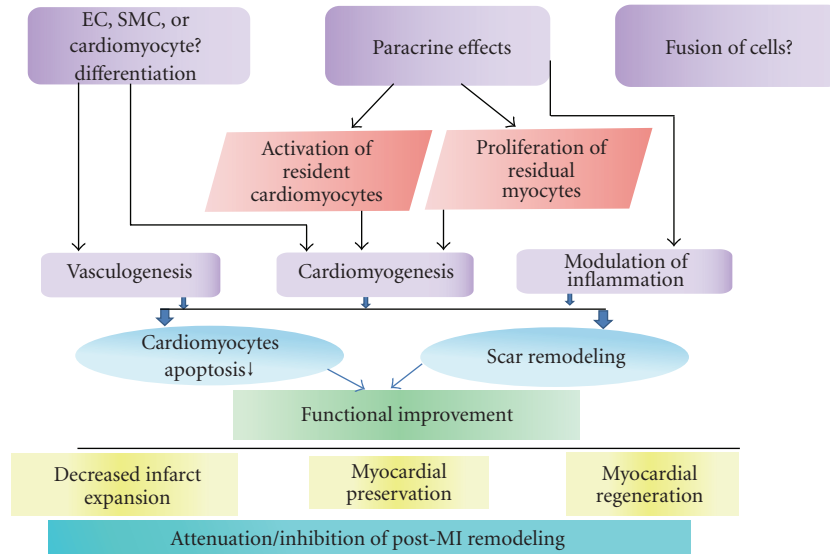 EC, SMC, or
cardiomyocyte?
differentiation
Paracrine effects
Fusion of cells?
Activation of
resident
cardiomyocytes
Proliferation of
residual
myocytes
Vasculogenesis
Cardiomyogenesis
Modulation of
inflammation
Cardiomyocytes
apoptosis↓
Scar remodeling
Functional improvement
Decreased infarct
expansion
Myocardial
preservation
Myocardial
regeneration
Attenuation/inhibition of post-MI remodeling